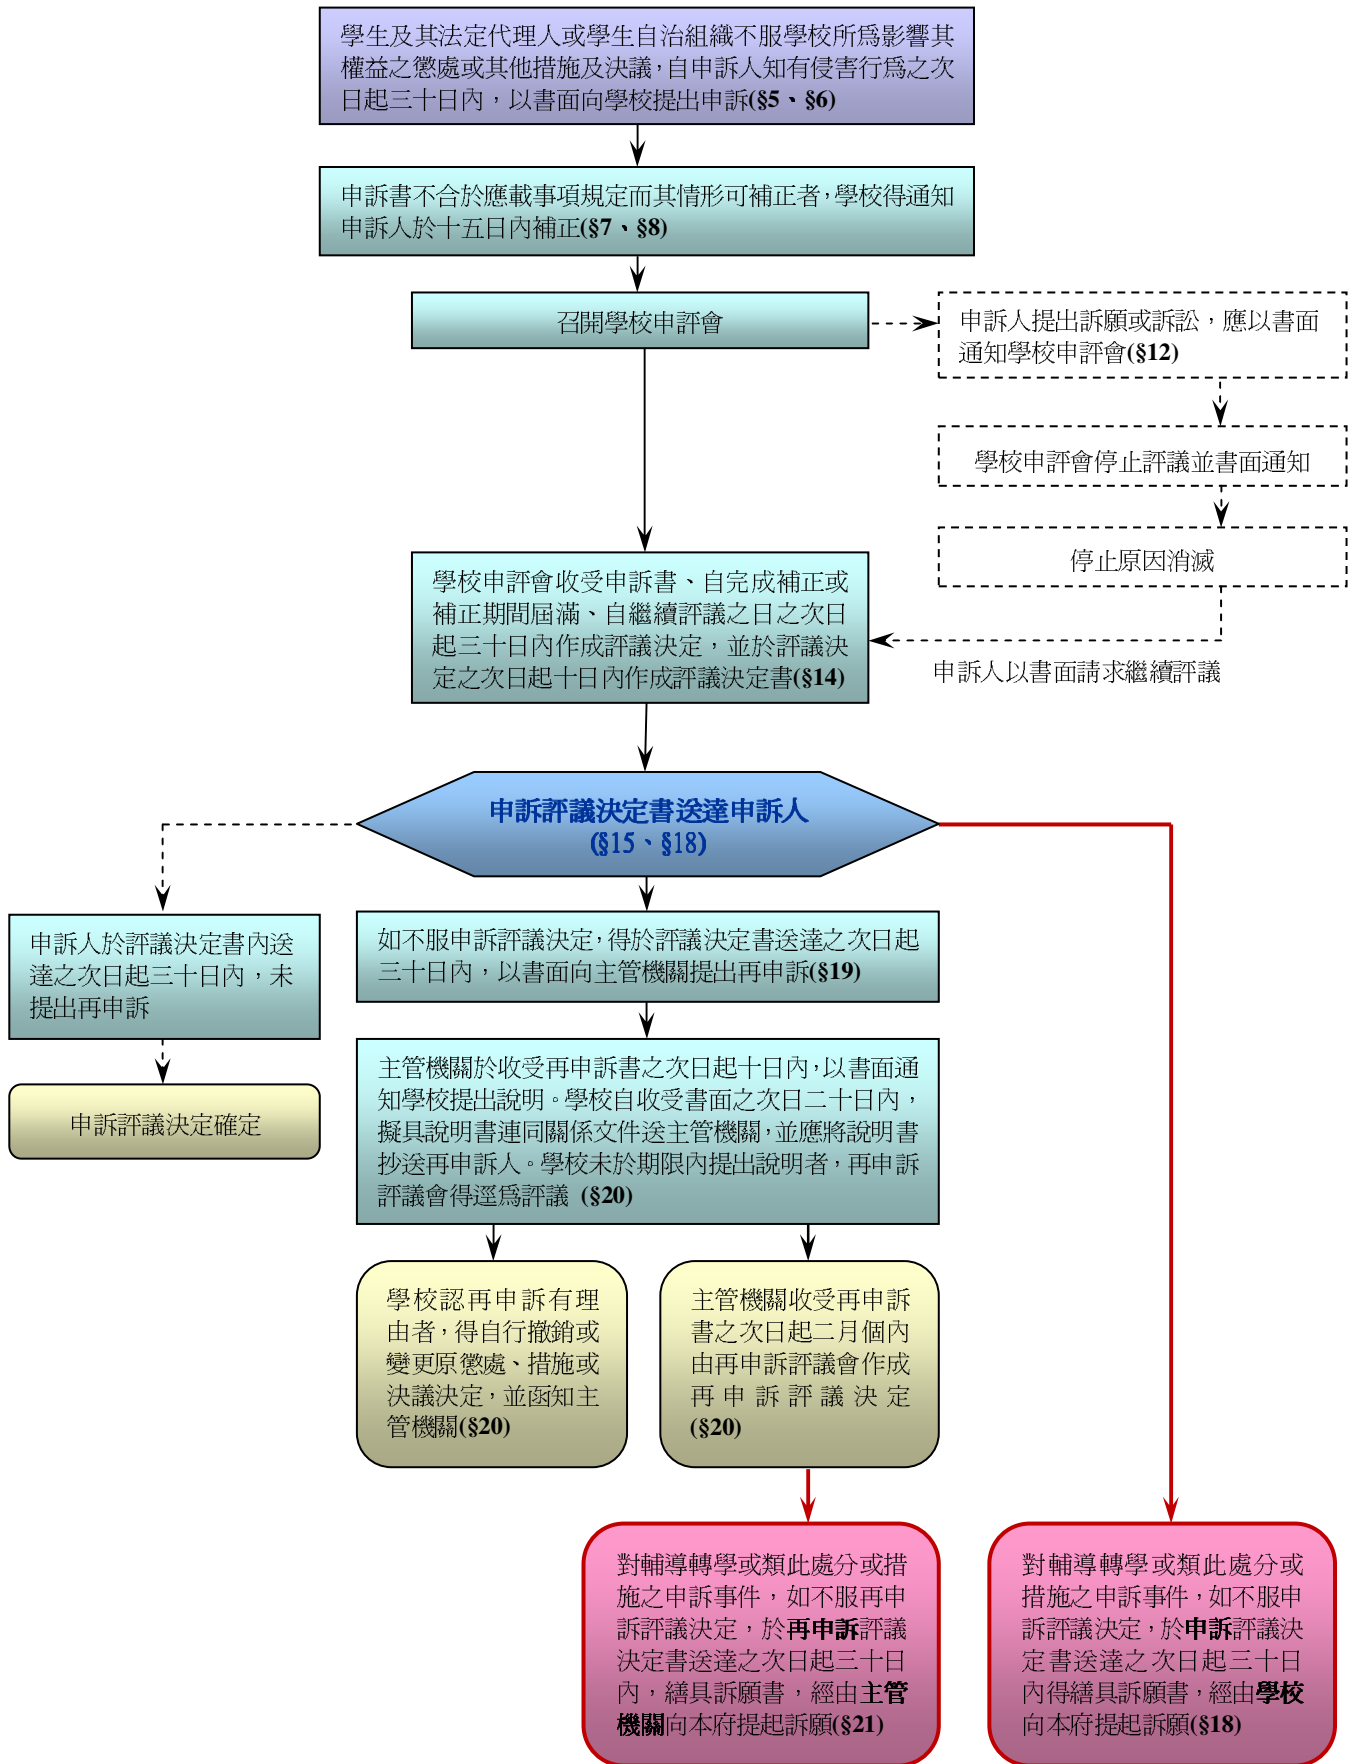 學生及其法定代理人或學生自治組織不服學校所為影響其
權益之懲處或其他措施及決議，自申訴人知有侵害行為之次
日起三十日內，以書面向學校提出申訴(§5、§6)
申訴書不合於應載事項規定而其情形可補正者，學校得通知
申訴人於十五日內補正(§7、§8)
召開學校申評會
申訴人提出訴願或訴訟，應以書面
通知學校申評會(§12)
學校申評會停止評議並書面通知
停止原因消滅
申訴人以書面請求繼續評議
學校申評會收受申訴書、自完成補正或
補正期間屆滿、自繼續評議之日之次日
起三十日內作成評議決定，並於評議決
定之次日起十日內作成評議決定書(§14)
申訴評議決定書送達申訴人
(§15、§18)
申訴人於評議決定書內送
達之次日起三十日內，未
提出再申訴
申訴評議決定確定
如不服申訴評議決定，得於評議決定書送達之次日起
三十日內，以書面向主管機關提出再申訴(§19)
主管機關於收受再申訴書之次日起十日內，以書面通
知學校提出說明。學校自收受書面之次日二十日內，
擬具說明書連同關係文件送主管機關，並應將說明書
抄送再申訴人。學校未於期限內提出說明者，再申訴
評議會得逕為評議 (§20)
學校認再申訴有理
由者，得自行撤銷或
變更原懲處、措施或
決議決定，並函知主
管機關(§20)
主管機關收受再申訴
書之次日起二月個內
由再申訴評議會作成
再申訴評議決定
(§20)
對輔導轉學或類此處分或措
施之申訴事件，如不服再申
訴評議決定，於再申訴評議
決定書送達之次日起三十日
內，繕具訴願書，經由主管
機關向本府提起訴願(§21)
對輔導轉學或類此處分或
措施之申訴事件，如不服申
訴評議決定，於申訴評議決
定書送達之次日起三十日
內得繕具訴願書，經由學校
向本府提起訴願(§18)